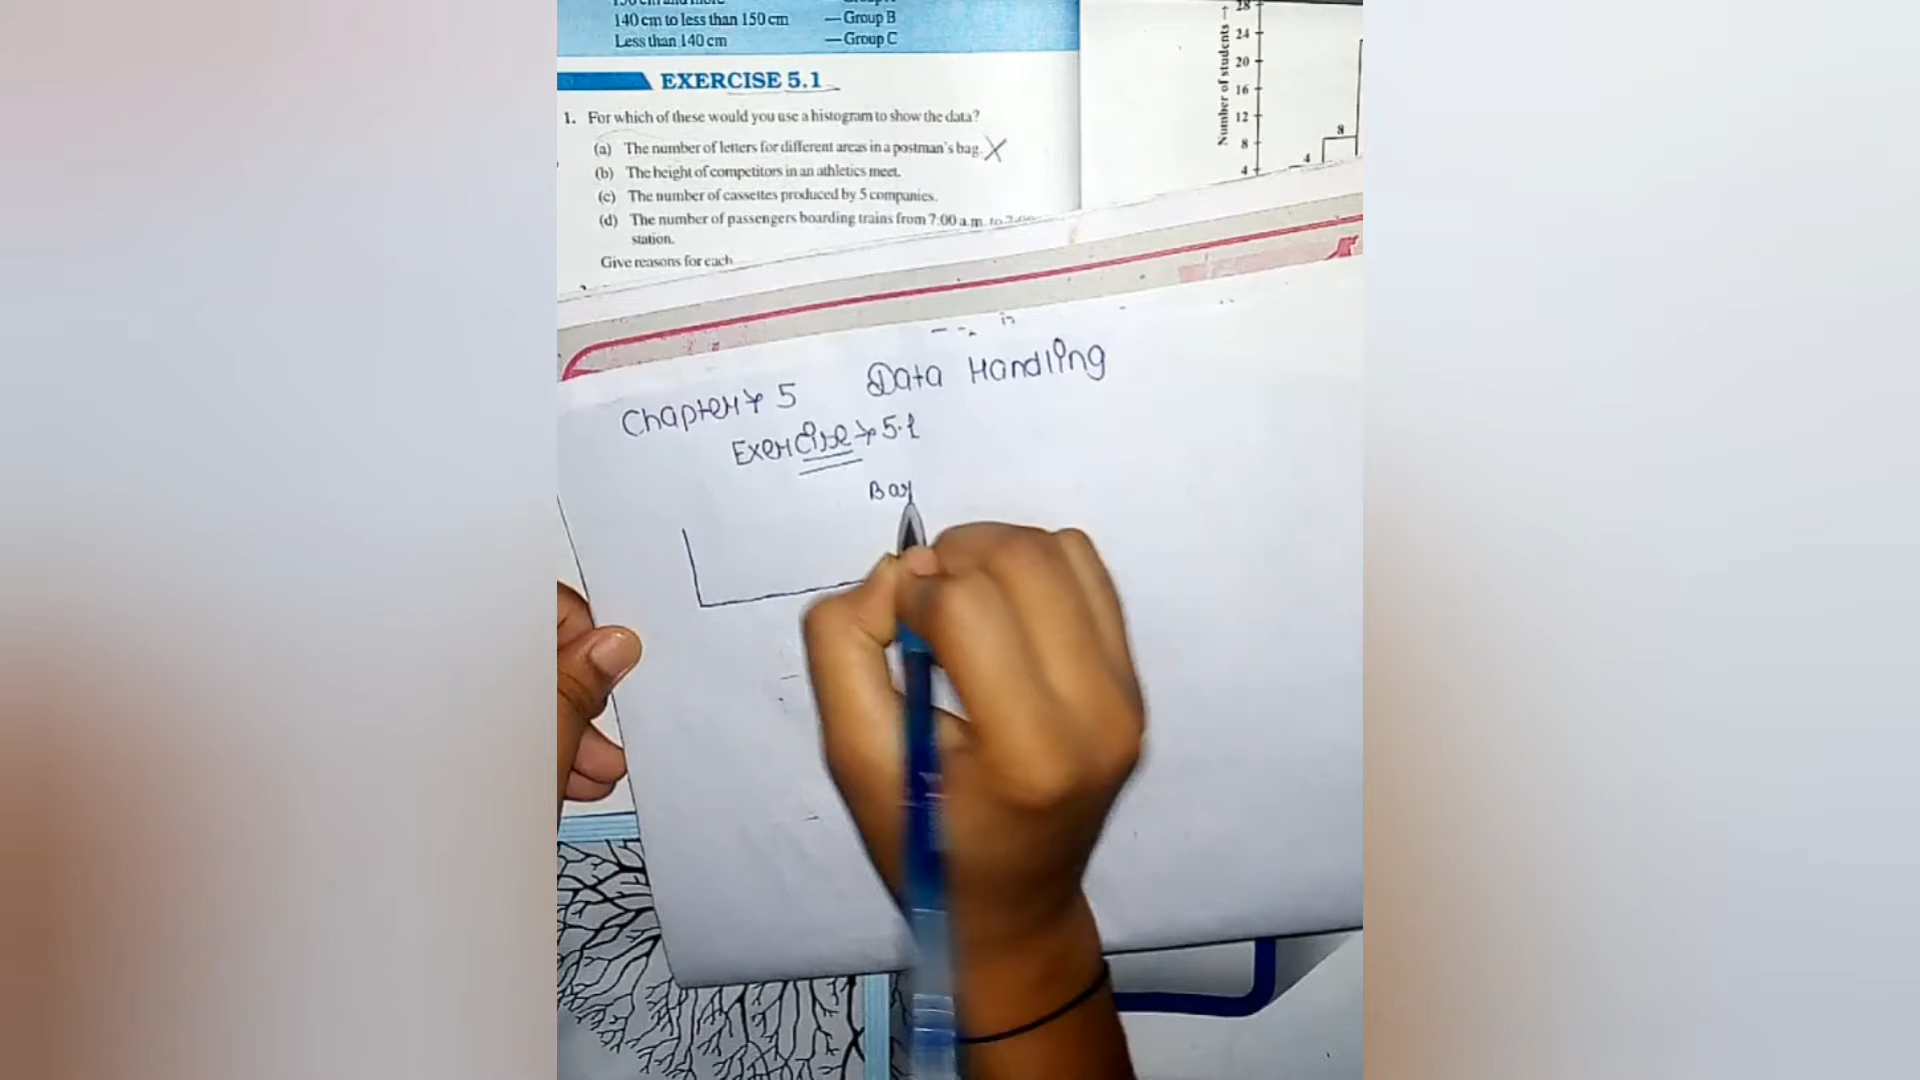 140 cm to less than 150 cm — Group B
Less than 140 cm — Group C
EXERCISE 5.1
1. For which of these would you use a histogram to show the data?
(a) The number of letters for different areas in a postman's bag. X
(b) The height of competitors in an athletics meet.
(c) The number of cassettes produced by 5 companies.
(d) The number of passengers boarding trains from 7:00 a.m. to
station.
Give reasons for each
Number of students →
28
24
20
16
12
8
4
8
4
Chapter → 5 Data Handling
Exercise → 5.1
Bar